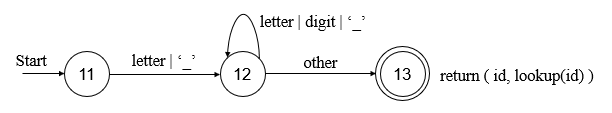 letter | digit | ‘_’
Start
letter | ‘_’
other
11
12
13
return ( id, lookup(id) )